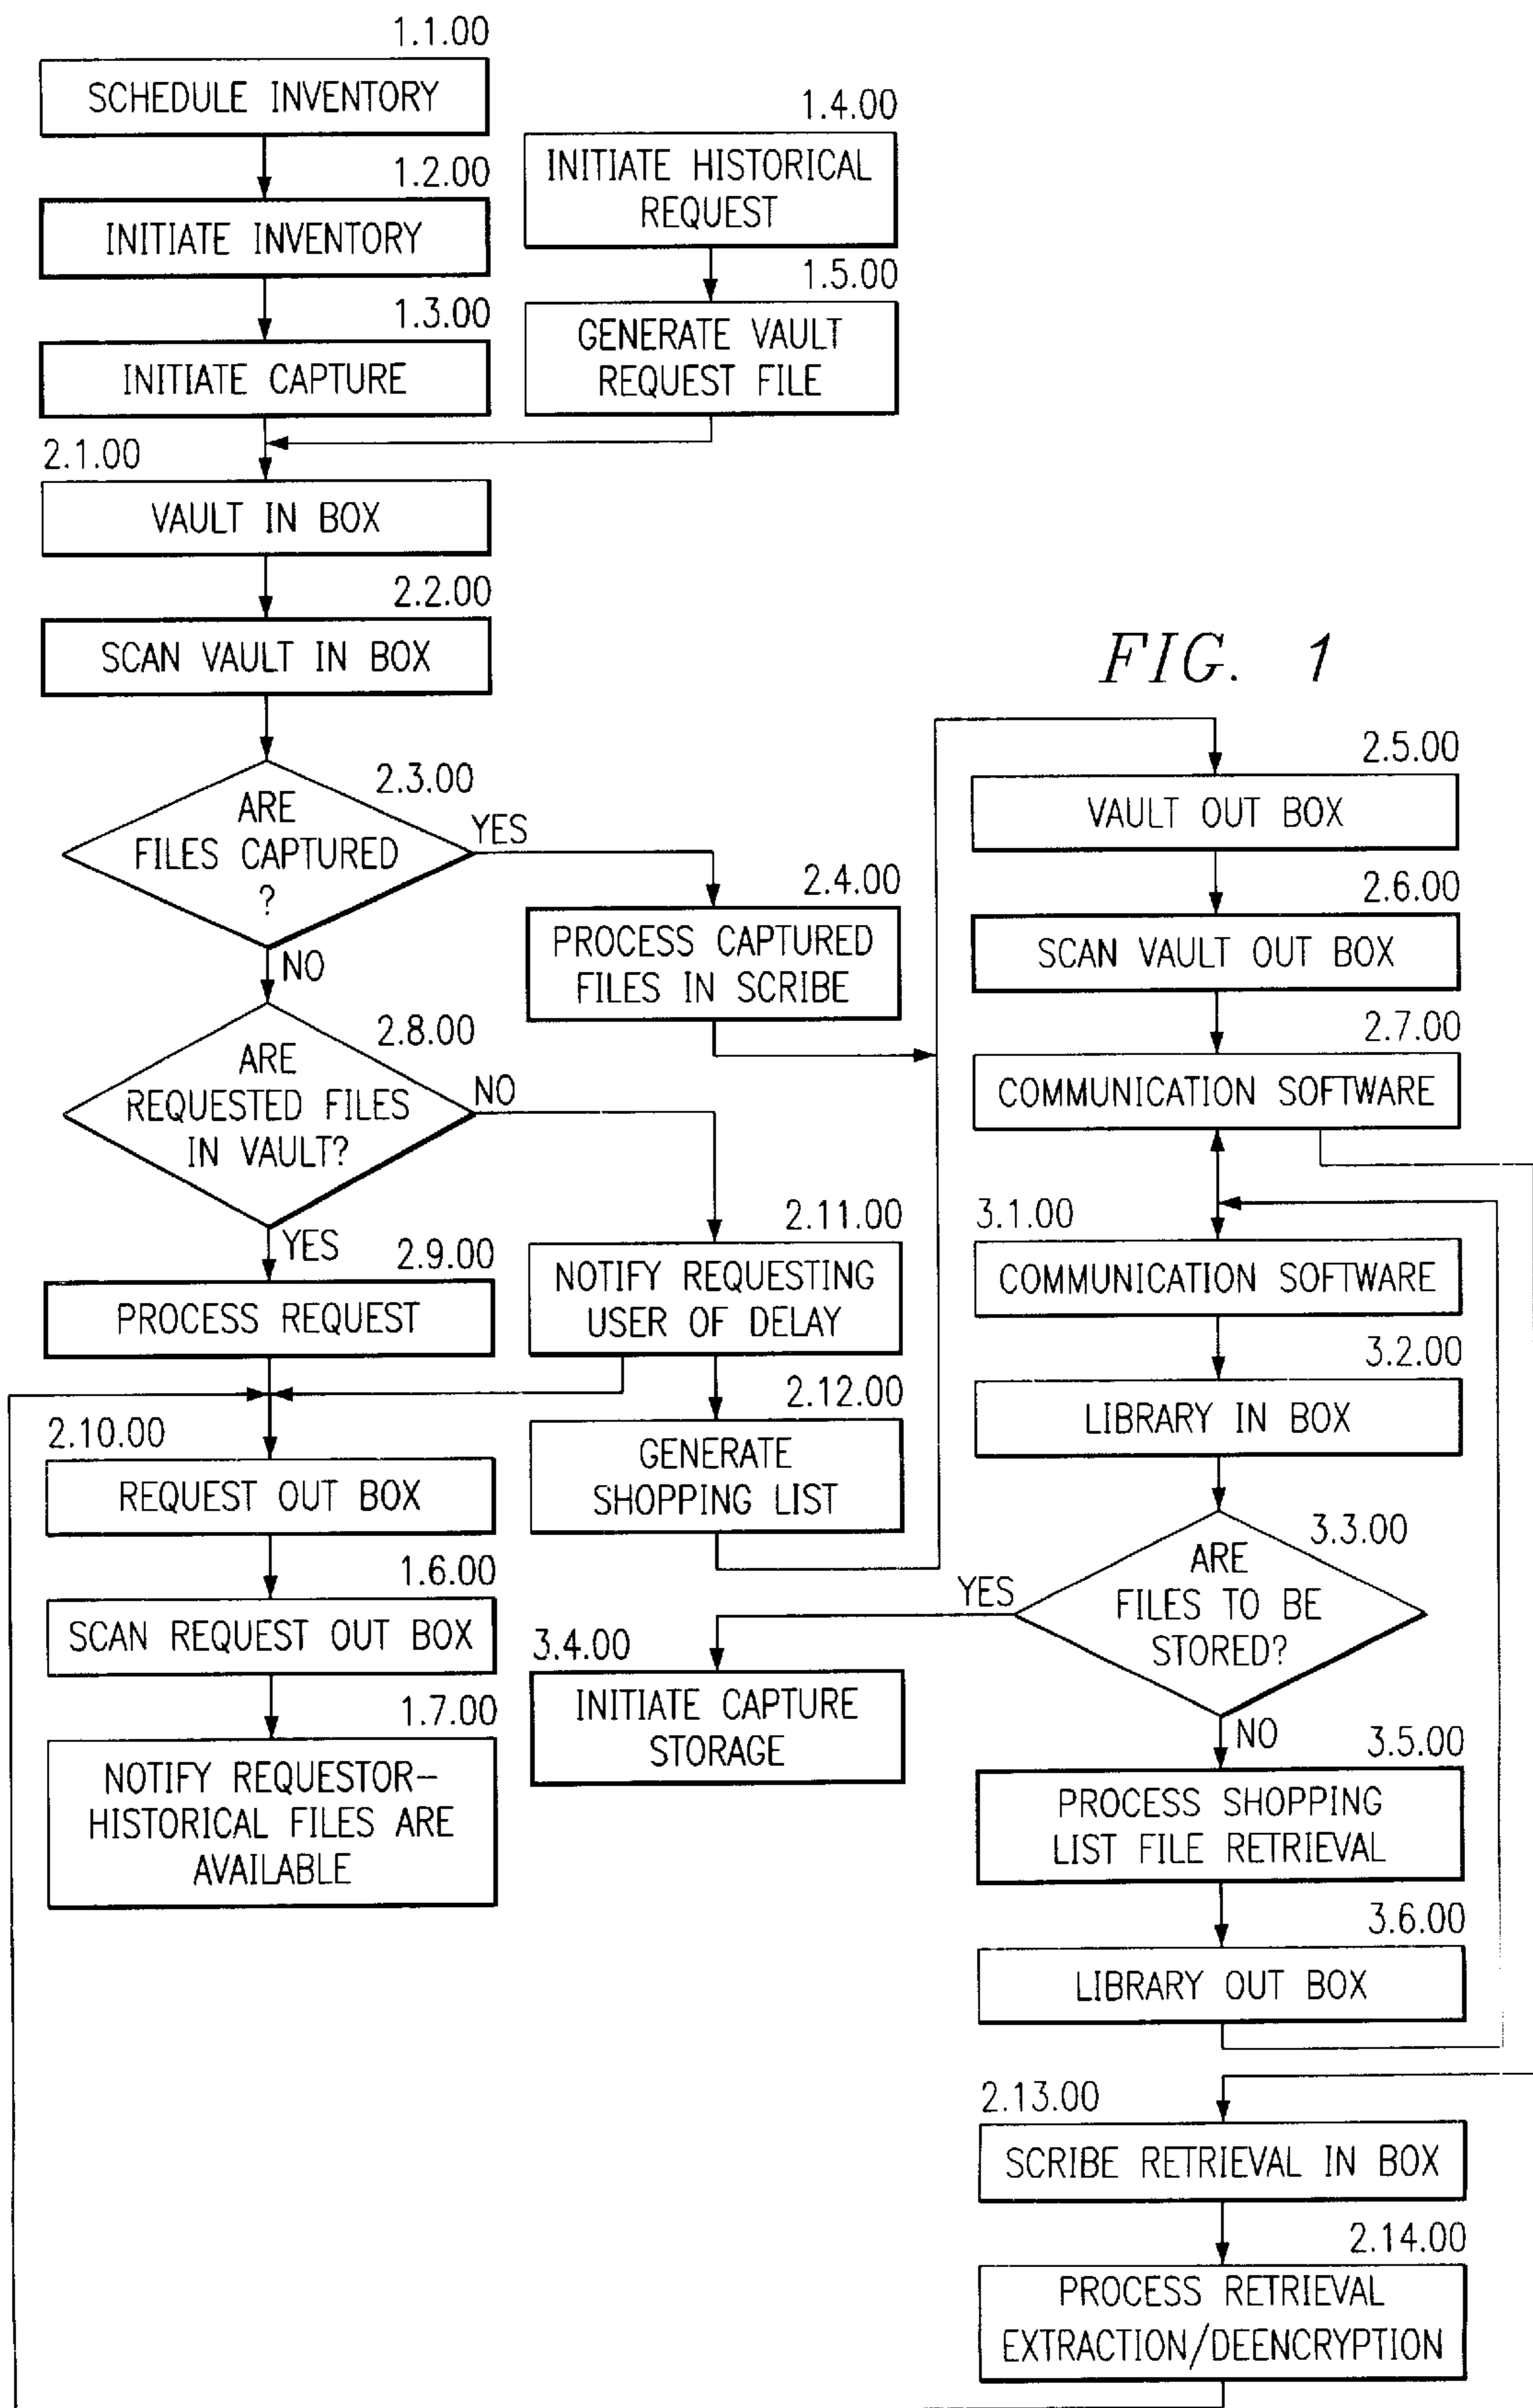 1.1.00
SCHEDULE INVENTORY
1.2.00
INITIATE INVENTORY
1.3.00
INITIATE CAPTURE
1.4.00
INITIATE HISTORICAL
REQUEST
1.5.00
GENERATE VAULT
REQUEST FILE
2.1.00
VAULT IN BOX
2.2.00
SCAN VAULT IN BOX
FIG. 1
2.3.00
ARE
FILES CAPTURED
?
YES
NO
2.4.00
PROCESS CAPTURED
FILES IN SCRIBE
2.8.00
ARE
REQUESTED FILES
IN VAULT?
NO
YES
2.9.00
PROCESS REQUEST
2.11.00
NOTIFY REQUESTING
USER OF DELAY
2.12.00
GENERATE
SHOPPING LIST
2.10.00
REQUEST OUT BOX
1.6.00
SCAN REQUEST OUT BOX
1.7.00
NOTIFY REQUESTOR–
HISTORICAL FILES ARE
AVAILABLE
2.5.00
VAULT OUT BOX
2.6.00
SCAN VAULT OUT BOX
2.7.00
COMMUNICATION SOFTWARE
3.1.00
COMMUNICATION SOFTWARE
3.2.00
LIBRARY IN BOX
3.3.00
ARE
FILES TO BE
STORED?
YES
3.4.00
INITIATE CAPTURE
STORAGE
NO
3.5.00
PROCESS SHOPPING
LIST FILE RETRIEVAL
3.6.00
LIBRARY OUT BOX
2.13.00
SCRIBE RETRIEVAL IN BOX
2.14.00
PROCESS RETRIEVAL
EXTRACTION/DEENCRYPTION